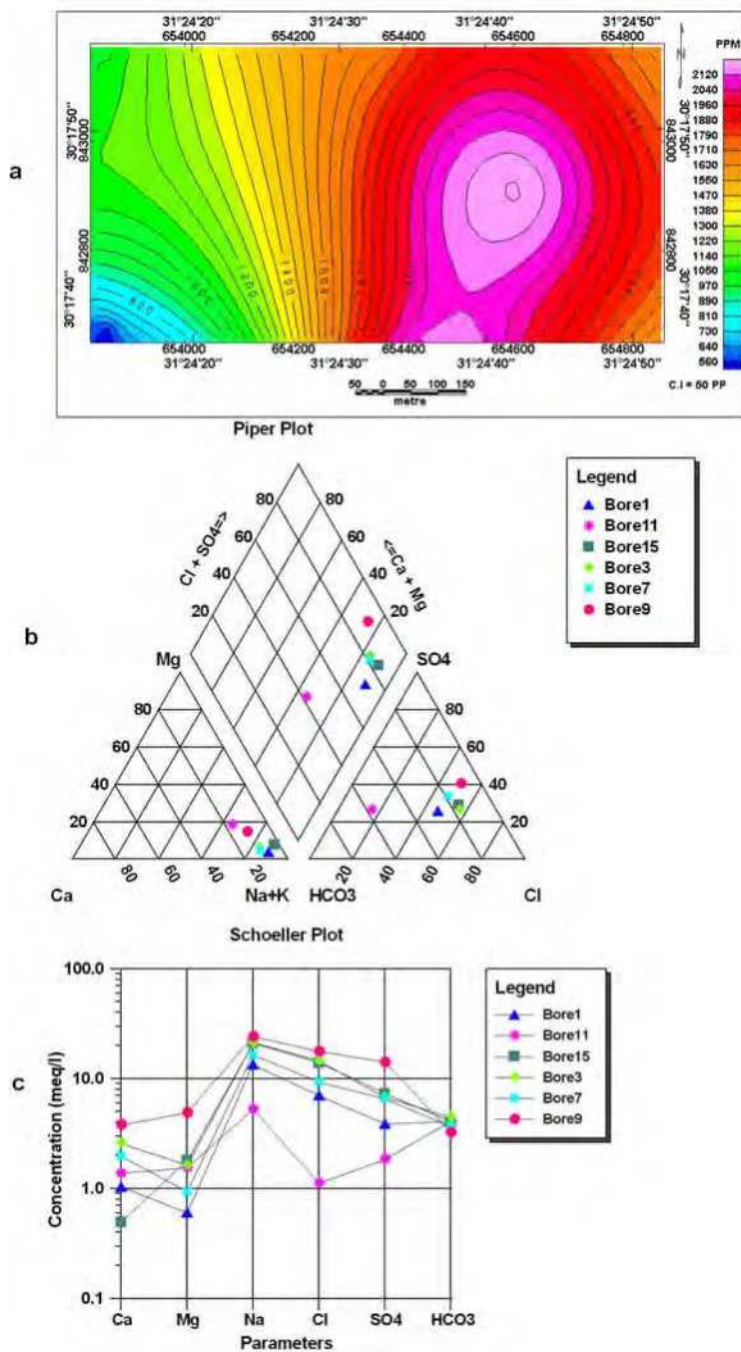 a
31°24'20" 31°24'30" 31°24'40" 31°24'50"
654000 654200 654400 654600 654800
PPM
N
30°17'50" 843000
842800
30°17'40"
843000 30°17'50"
842800
30°17'40"
800 1000 1200 1400 1600
2120
2040
1960
1880
1790
1710
1630
1550
1470
1380
1300
1220
1140
1060
970
890
810
730
640
560
C.I = 50 PP
654000 654200 654400 654600 654800
31°24'20" 31°24'30" 31°24'40" 31°24'50"
50 0 50 100 150
metre
b
Piper Plot
Cl + SO4=>
<=Ca + Mg
80 80
60 60
40 40
20 20
Mg SO4
80 80
60 60
40 40
20 20
80 60 40 20 20 40 60 80
Ca Na+K HCO3 Cl
Legend
Bore1
Bore11
Bore15
Bore3
Bore7
Bore9
c
Schoeller Plot
100.0
10.0
1.0
0.1
Concentration (meq/l)
Ca Mg Na Cl SO4 HCO3
Parameters
Legend
Bore1
Bore11
Bore15
Bore3
Bore7
Bore9